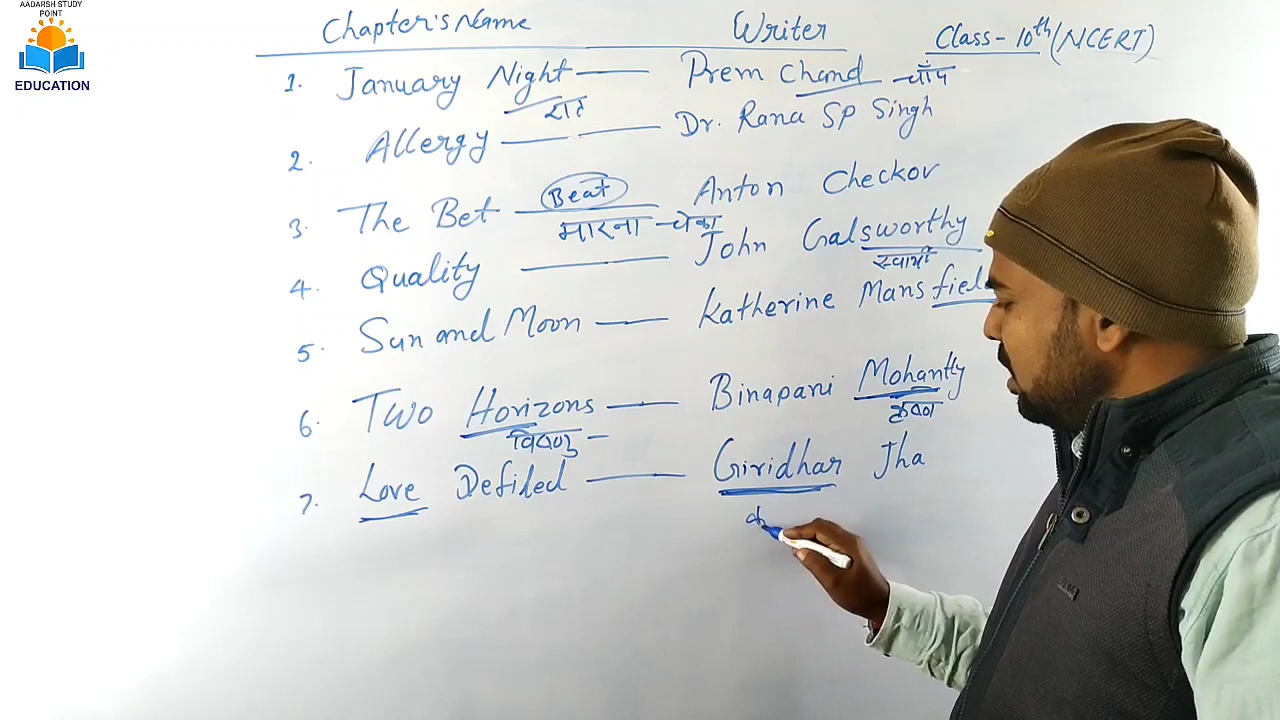 AADARSH STUDY
POINT
EDUCATION
Chapter's Name Writer Class - 10th (NCERT)
1. January Night — Prem Chand - चाँद
रात
2. Allergy — Dr. Rana SP Singh
3. The Bet — Beat Anton Checkov
मारना - चेका
4. Quality — John Galsworthy
स्वामी
5. Sun and Moon — Katherine Mansfield
6. Two Horizons — Binapani Mohantty
विष्णु - कृष्ण
7. Love Defiled — Giridhar Jha